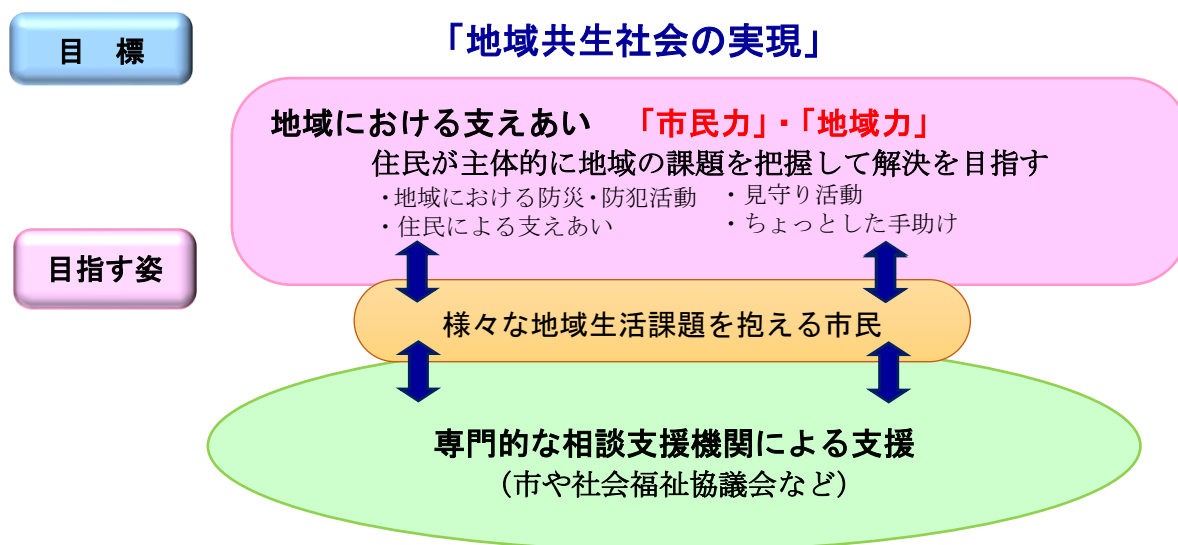 目　標
「地域共生社会の実現」
地域における支えあい　「市民力」・「地域力」
住民が主体的に地域の課題を把握して解決を目指す
・地域における防災・防犯活動　・見守り活動
・住民による支えあい　・ちょっとした手助け
目指す姿
様々な地域生活課題を抱える市民
専門的な相談支援機関による支援
（市や社会福祉協議会など）